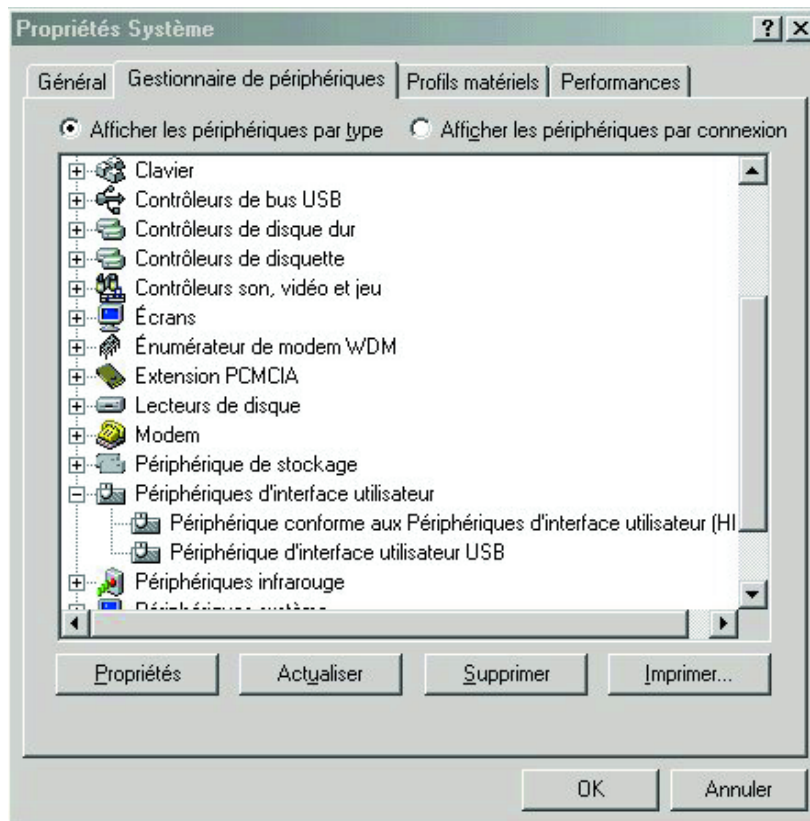 Propriétés Système
Général Gestionnaire de périphériques Profils matériels Performances
Afficher les périphériques par type Afficher les périphériques par connexion
Clavier
Contrôleurs de bus USB
Contrôleurs de disque dur
Contrôleurs de disquette
Contrôleurs son, vidéo et jeu
Écrans
Énumérateur de modem WDM
Extension PCMCIA
Lecteurs de disque
Modem
Périphérique de stockage
Périphériques d'interface utilisateur
Périphérique conforme aux Périphériques d'interface utilisateur (HI
Périphérique d'interface utilisateur USB
Périphériques infrarouge
Périphériques système
Propriétés Actualiser Supprimer Imprimer...
OK Annuler